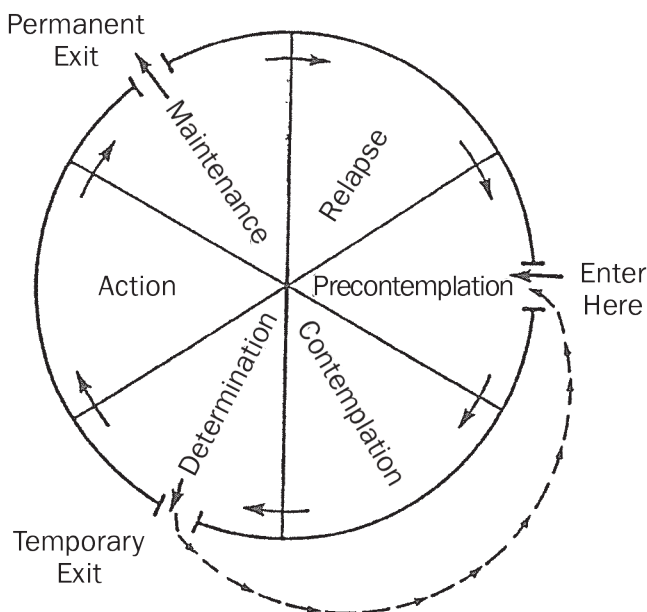 Permanent
Exit
Maintenance
Relapse
Action
Precontemplation
Enter
Here
Determination
Contemplation
Temporary
Exit